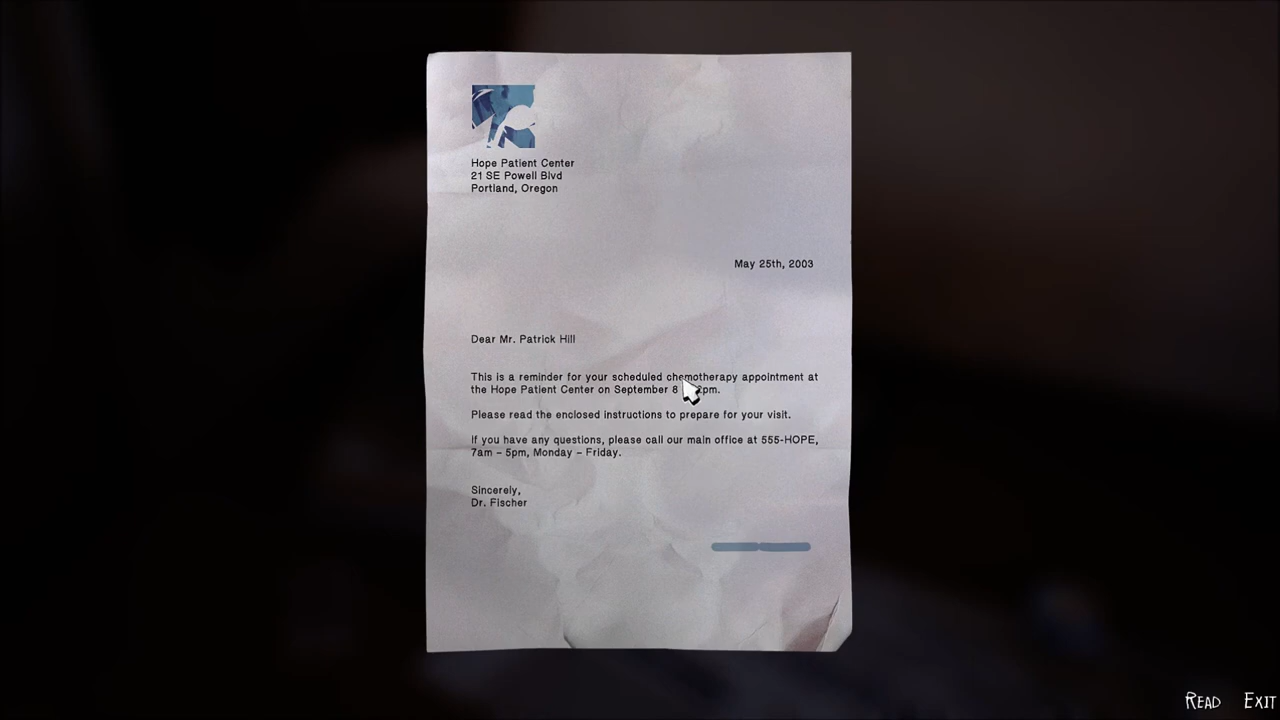 Hope Patient Center
21 SE Powell Blvd
Portland, Oregon
May 25th, 2003
Dear Mr. Patrick Hill
This is a reminder for your scheduled chemotherapy appointment at
the Hope Patient Center on September 8 2pm.
Please read the enclosed instructions to prepare for your visit.
If you have any questions, please call our main office at 555-HOPE,
7am – 5pm, Monday – Friday.
Sincerely,
Dr. Fischer
Read Exit